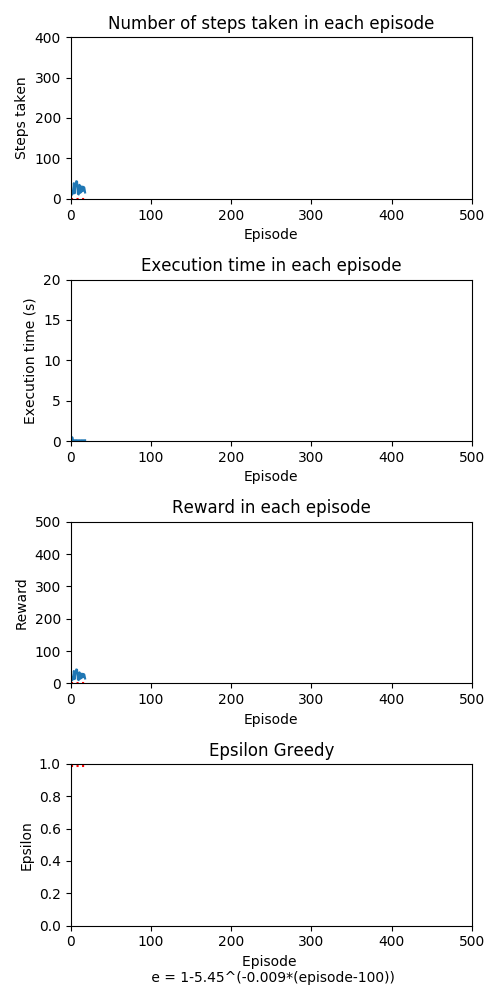 Number of steps taken in each episode
400
300
200
100
0
Steps taken
0 100 200 300 400 500
Episode
Execution time in each episode
20
15
10
5
0
Execution time (s)
0 100 200 300 400 500
Episode
Reward in each episode
500
400
300
200
100
0
Reward
0 100 200 300 400 500
Episode
Epsilon Greedy
1.0
0.8
0.6
0.4
0.2
0.0
Epsilon
0 100 200 300 400 500
Episode
e = 1-5.45^(-0.009*(episode-100))